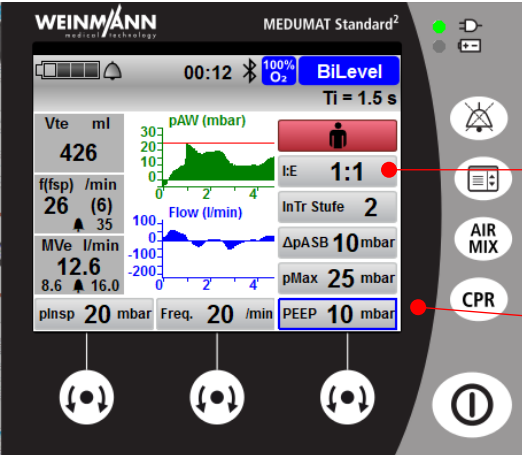 WEINMANN
medical technology
MEDUMAT Standard²
00:12 100% O₂ BiLevel
Ti = 1.5 s
Vte ml
426
f(fsp) /min
26 (6)
35
MVe l/min
12.6
8.6 16.0
pAW (mbar)
30
20
10
0
0 2 4
Flow (l/min)
100
0
-100
-200
0 2 4
I:E 1:1
InTr Stufe 2
ΔpASB 10 mbar
pMax 25 mbar
pInsp 20 mbar Freq. 20 /min PEEP 10 mbar
AIR
MIX
CPR